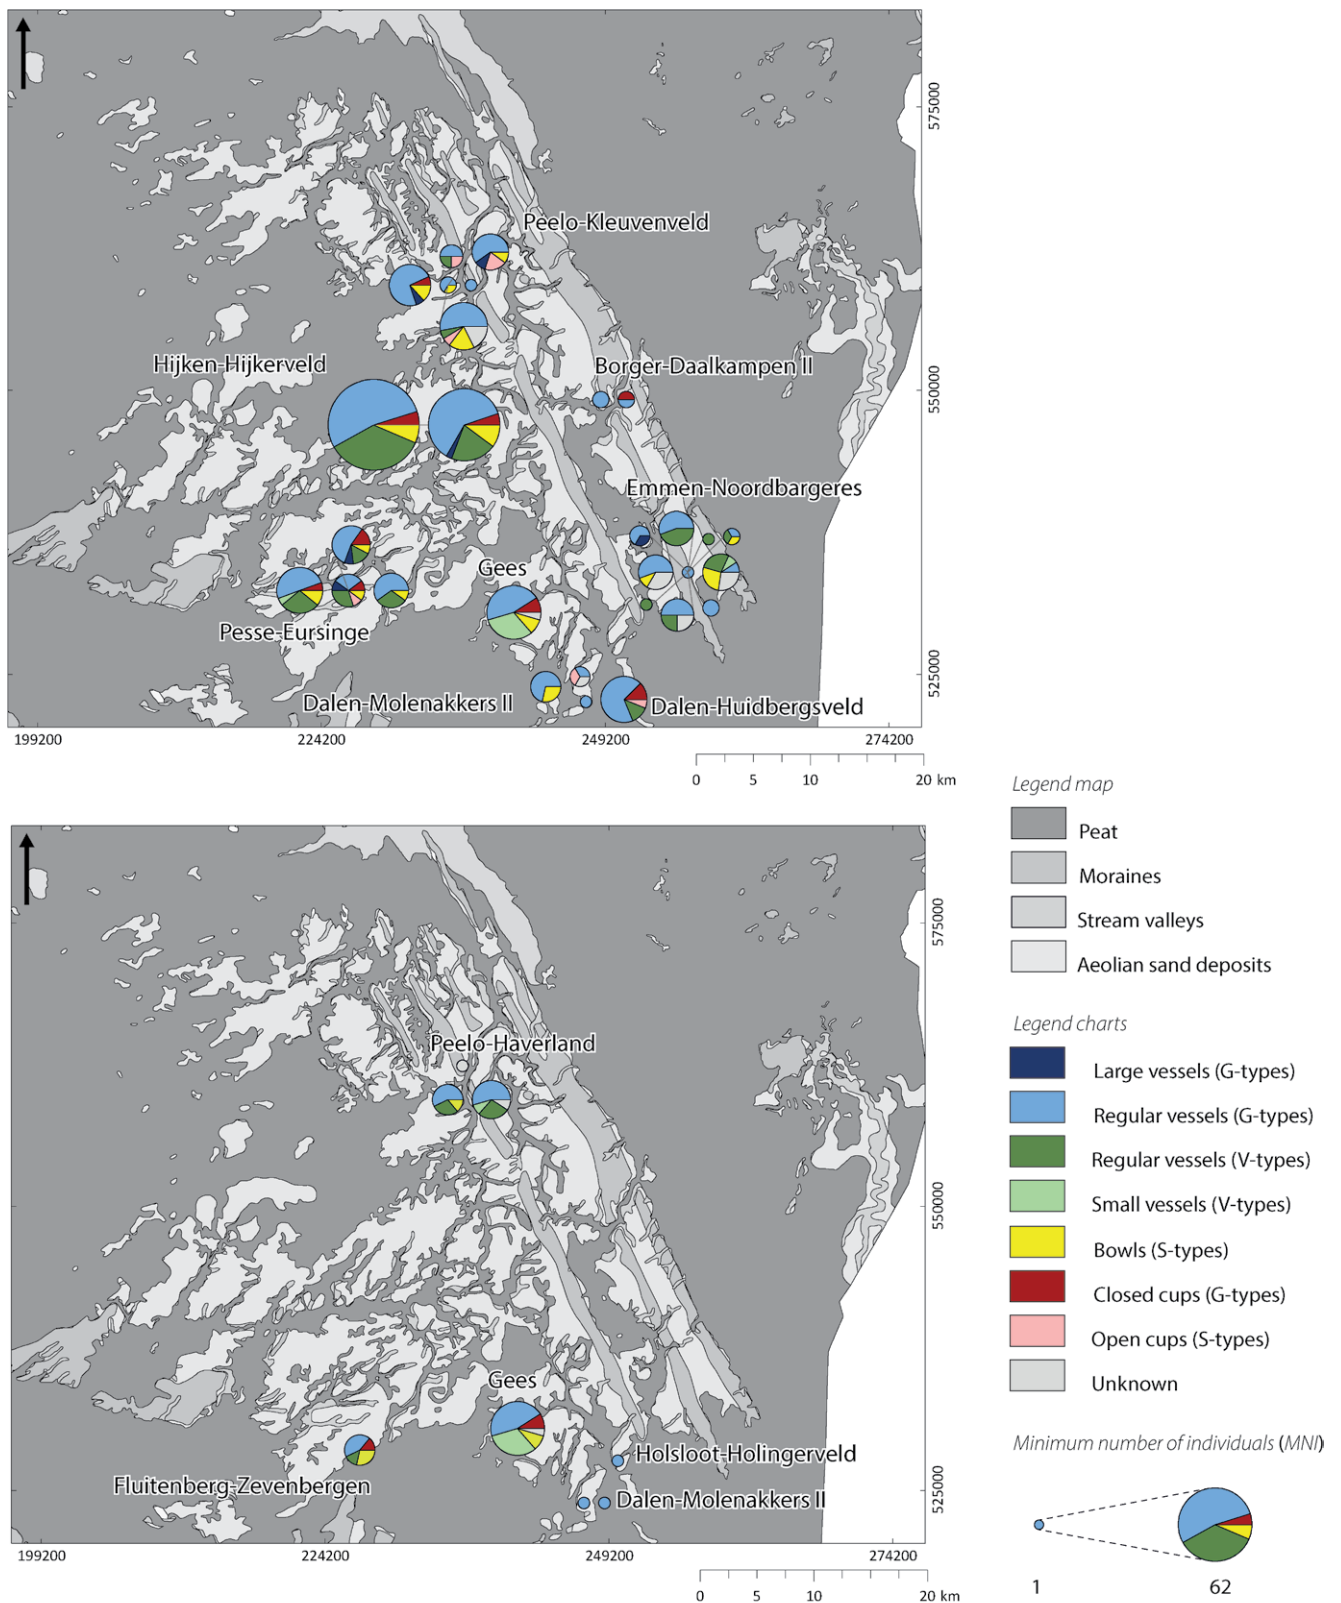 575000
Peelo-Kleuvenveld
Hijken-Hijkerveld
Borger-Daalkampen II
550000
Emmen-Noordbargeres
Gees
Pesse-Eursinge
525000
Dalen-Molenakkers II
Dalen-Huidbergsveld
199200 224200 249200 274200
0 5 10 20 km
575000
Peelo-Haverland
550000
Gees
Holsloot-Holingerveld
Fluitenberg-Zevenbergen
525000
Dalen-Molenakkers II
199200 224200 249200 274200
0 5 10 20 km
Legend map
Peat
Moraines
Stream valleys
Aeolian sand deposits
Legend charts
Large vessels (G-types)
Regular vessels (G-types)
Regular vessels (V-types)
Small vessels (V-types)
Bowls (S-types)
Closed cups (G-types)
Open cups (S-types)
Unknown
Minimum number of individuals (MNI)
1 62